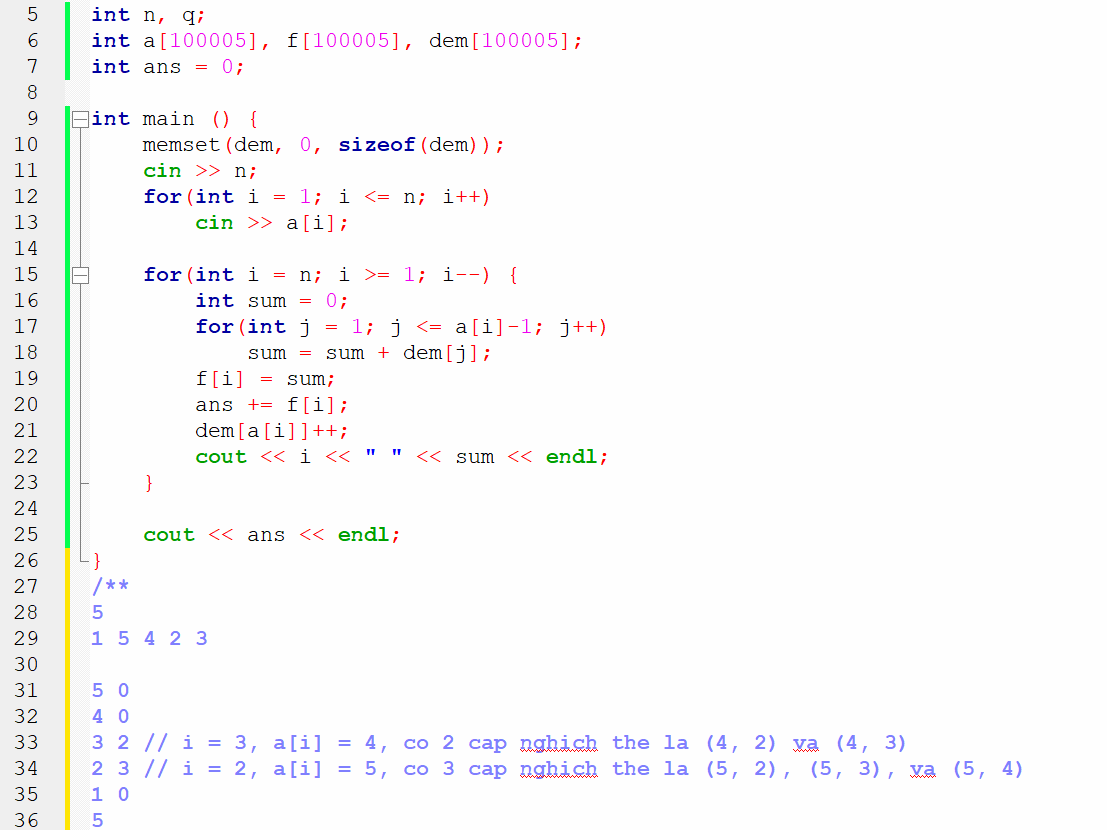 5 int n, q;
6 int a[100005], f[100005], dem[100005];
7 int ans = 0;
8
9 int main () {
10 memset(dem, 0, sizeof(dem));
11 cin >> n;
12 for(int i = 1; i <= n; i++)
13 cin >> a[i];
14
15 for(int i = n; i >= 1; i--) {
16 int sum = 0;
17 for(int j = 1; j <= a[i]-1; j++)
18 sum = sum + dem[j];
19 f[i] = sum;
20 ans += f[i];
21 dem[a[i]]++;
22 cout << i << " " << sum << endl;
23 }
24
25 cout << ans << endl;
26 }
27 /**
28 5
29 1 5 4 2 3
30
31 5 0
32 4 0
33 3 2 // i = 3, a[i] = 4, co 2 cap nghich the la (4, 2) va (4, 3)
34 2 3 // i = 2, a[i] = 5, co 3 cap nghich the la (5, 2), (5, 3), va (5, 4)
35 1 0
36 5